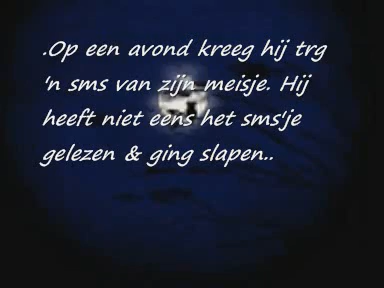 .Op een avond kreeg hij trg
'n sms van zijn meisje. Hij
heeft niet eens het sms'je
gelezen & ging slapen..